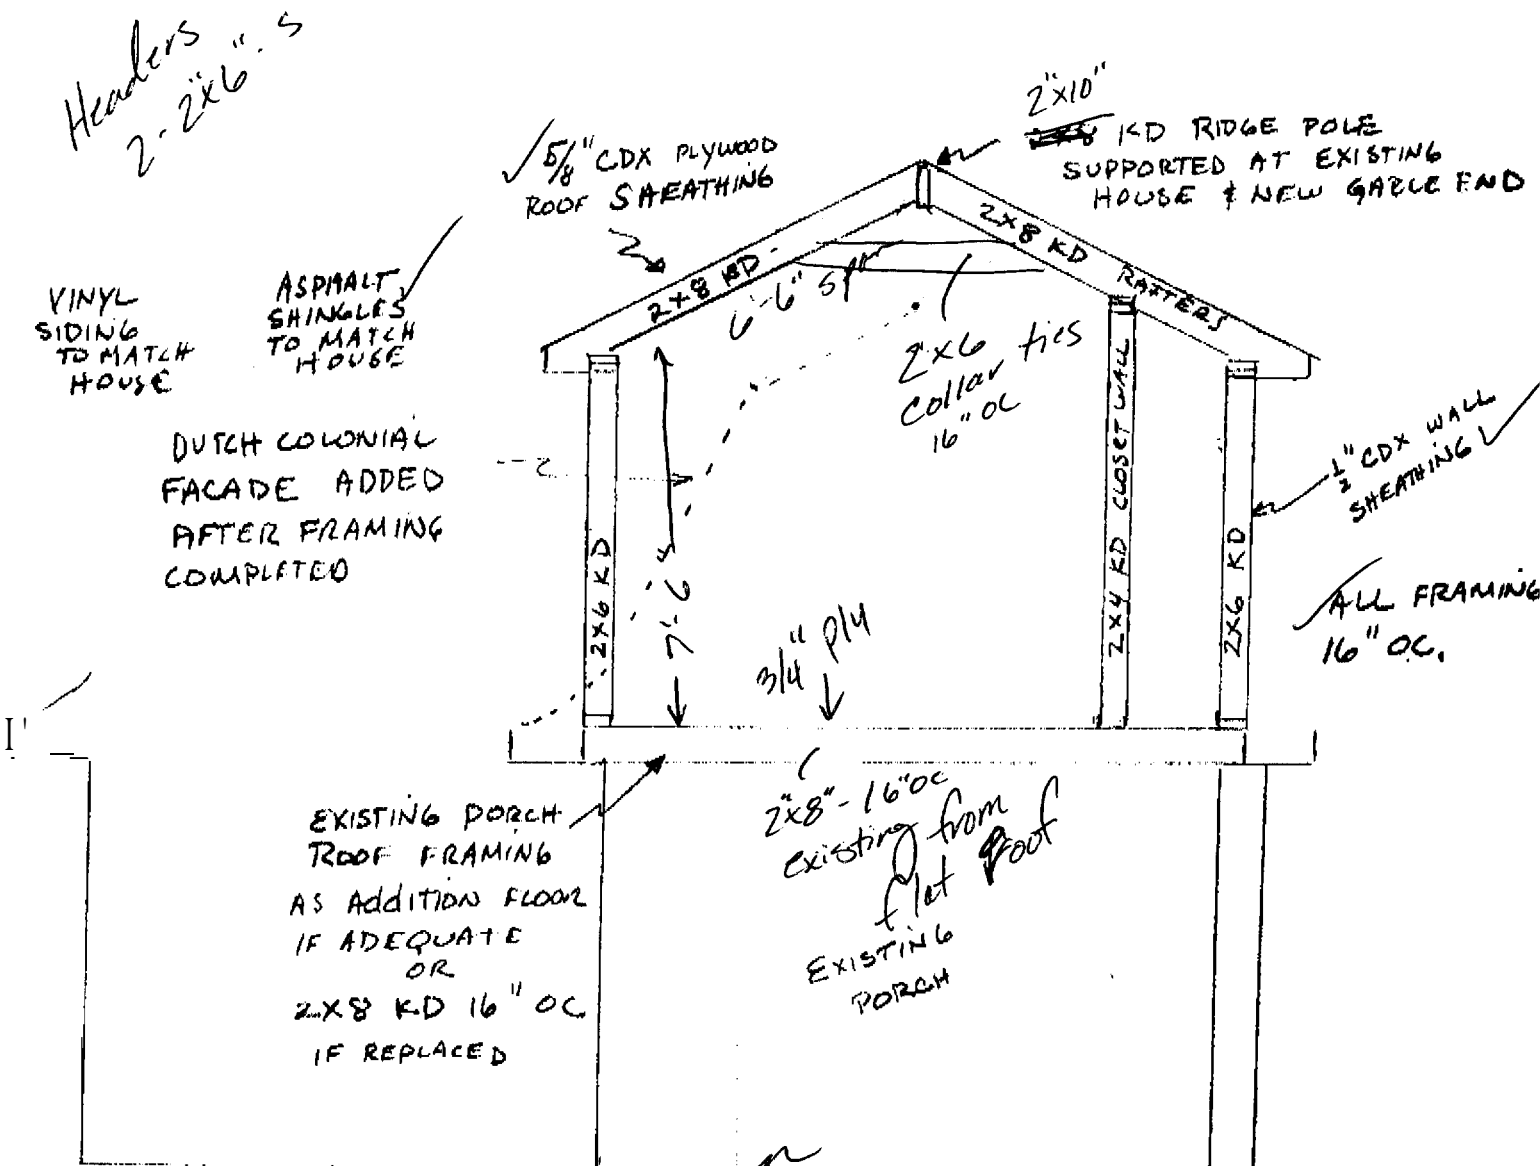 Headers
2- 2"x6"'s
2"x10"
KD RIDGE POLE
SUPPORTED AT EXISTING
HOUSE & NEW GABLE END
5/8" CDX PLYWOOD
ROOF SHEATHING
2x8 KD
2x8 KD RAFTERS
6'-6"
VINYL
SIDING
TO MATCH
HOUSE
ASPHALT
SHINGLES
TO MATCH
HOUSE
2"x6
Collar ties
16" OC
DUTCH COLONIAL
FACADE ADDED
AFTER FRAMING
COMPLETED
1/2" CDX WALL
SHEATHING
2x6 KD
7'-6"
2x4 KD CLOSET WALL
2x6 KD
ALL FRAMING
16" OC.
3/4" ply
1'
EXISTING PORCH
ROOF FRAMING
AS ADDITION FLOOR
IF ADEQUATE
OR
2x8 KD 16" OC
IF REPLACED
2"x8" - 16" OC
existing from
flat roof
EXISTING
PORCH